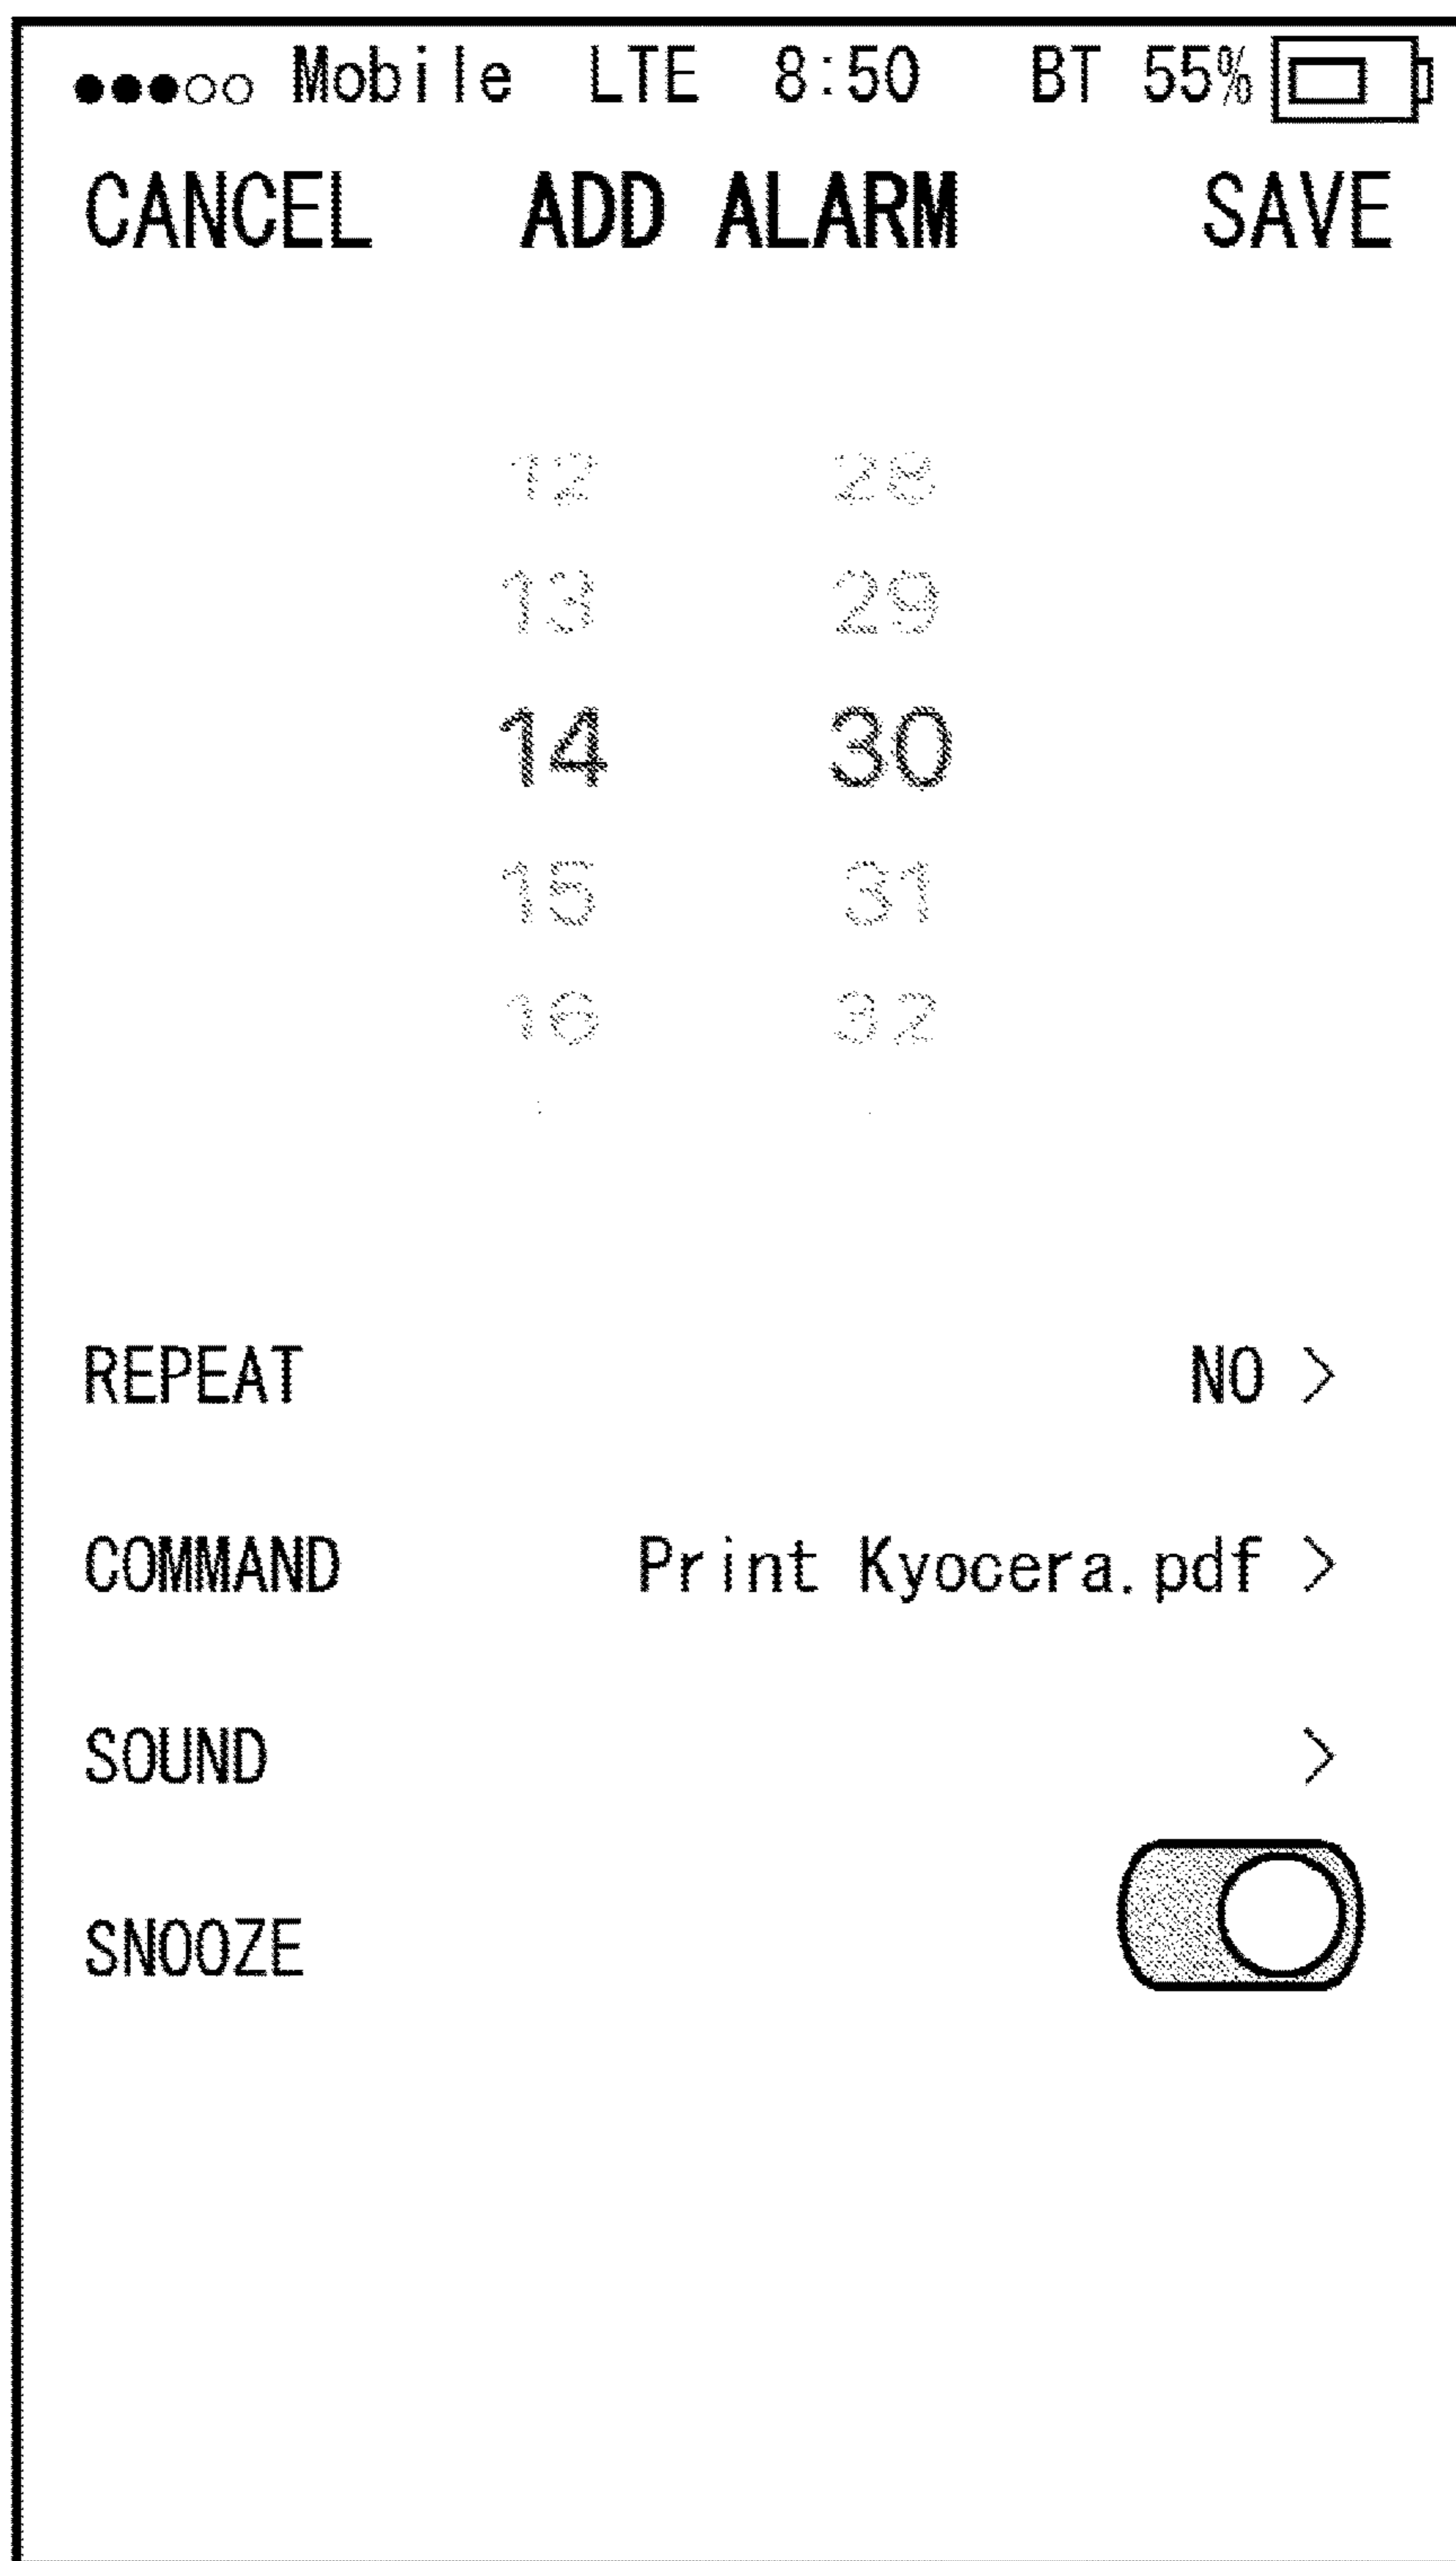 Mobile LTE 8:50 BT 55%
CANCEL ADD ALARM SAVE
12 28
13 29
14 30
15 31
16 32
REPEAT NO >
COMMAND Print Kyocera.pdf >
SOUND >
SNOOZE